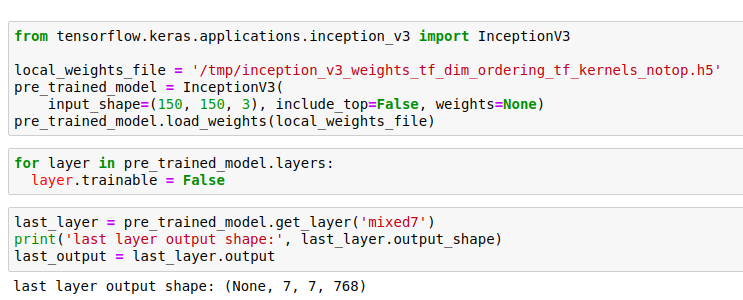 from tensorflow.keras.applications.inception_v3 import InceptionV3
local_weights_file = '/tmp/inception_v3_weights_tf_dim_ordering_tf_kernels_notop.h5'
pre_trained_model = InceptionV3(
    input_shape=(150, 150, 3), include_top=False, weights=None)
pre_trained_model.load_weights(local_weights_file)
for layer in pre_trained_model.layers:
  layer.trainable = False
last_layer = pre_trained_model.get_layer('mixed7')
print('last layer output shape:', last_layer.output_shape)
last_output = last_layer.output
last layer output shape: (None, 7, 7, 768)